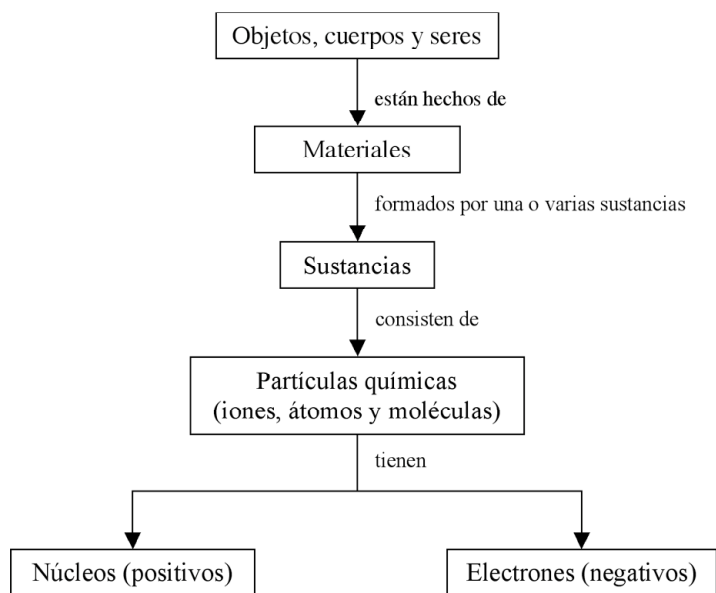 Objetos, cuerpos y seres
están hechos de
Materiales
formados por una o varias sustancias
Sustancias
consisten de
Partículas químicas
(iones, átomos y moléculas)
tienen
Núcleos (positivos)
Electrones (negativos)